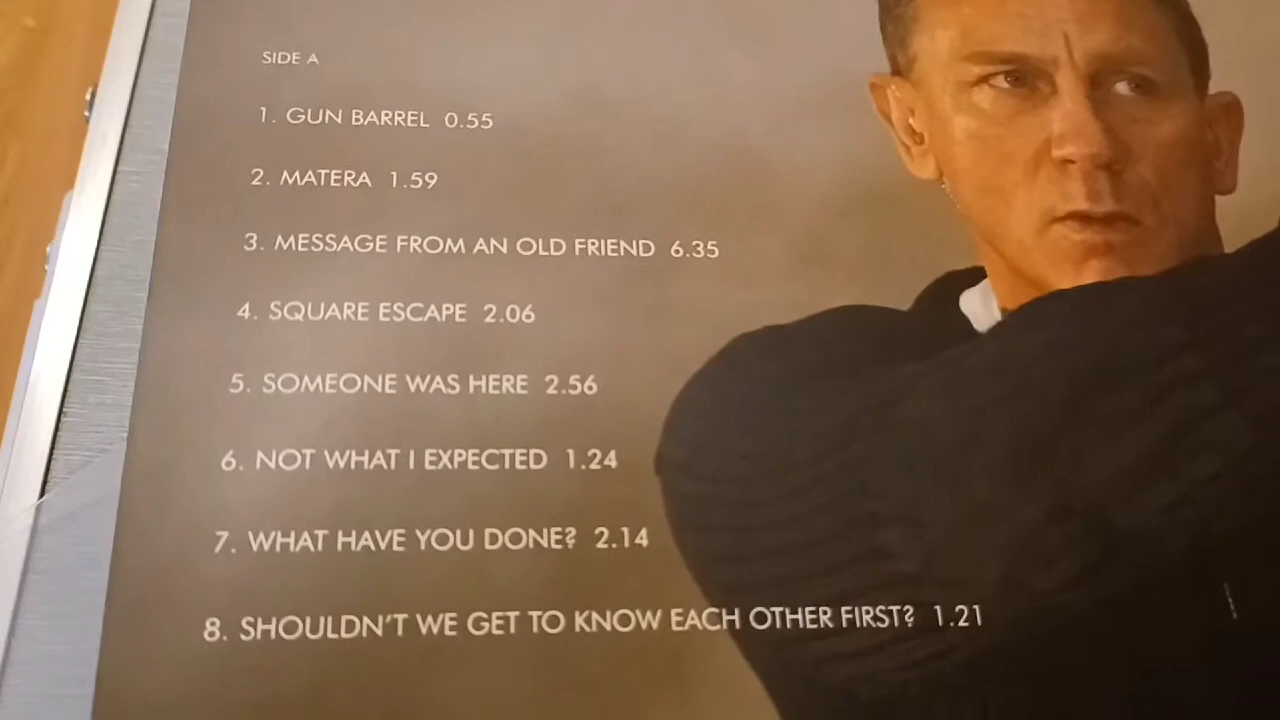 SIDE A
1. GUN BARREL 0.55
2. MATERA 1.59
3. MESSAGE FROM AN OLD FRIEND 6.35
4. SQUARE ESCAPE 2.06
5. SOMEONE WAS HERE 2.56
6. NOT WHAT I EXPECTED 1.24
7. WHAT HAVE YOU DONE? 2.14
8. SHOULDN'T WE GET TO KNOW EACH OTHER FIRST? 1.21